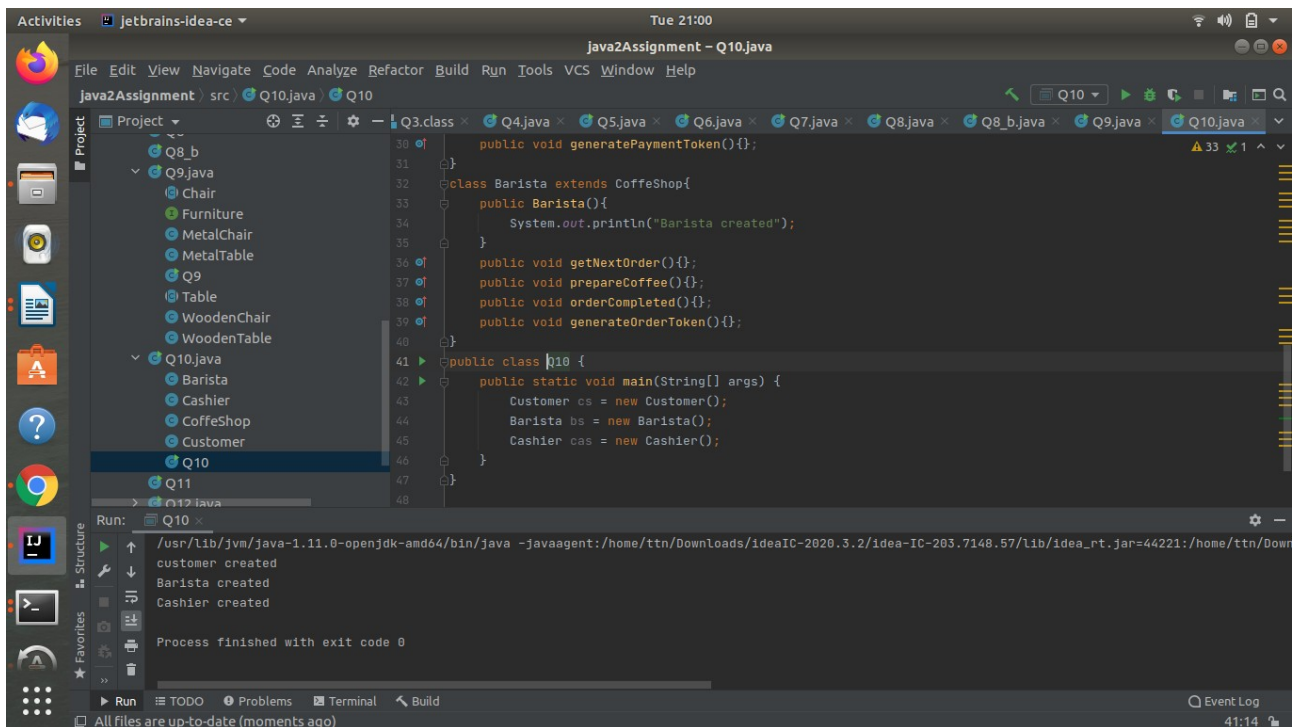 Activities jetbrains-idea-ce Tue 21:00
java2Assignment – Q10.java
File Edit View Navigate Code Analyze Refactor Build Run Tools VCS Window Help
java2Assignment src Q10.java Q10 Q10
Project Q3.class Q4.java Q5.java Q6.java Q7.java Q8.java Q8_b.java Q9.java Q10.java
Project
33 1
Q8_b
Q9.java
Chair
Furniture
MetalChair
MetalTable
Q9
Table
WoodenChair
WoodenTable
Q10.java
Barista
Cashier
CoffeShop
Customer
Q10
Q11
Q12.java
30 public void generatePaymentToken(){};
31 }
32 class Barista extends CoffeShop{
33 public Barista(){
34 System.out.println("Barista created");
35 }
36 public void getNextOrder(){};
37 public void prepareCoffee(){};
38 public void orderCompleted(){};
39 public void generateOrderToken(){};
40 }
41 public class Q10 {
42 public static void main(String[] args) {
43 Customer cs = new Customer();
44 Barista bs = new Barista();
45 Cashier cas = new Cashier();
46 }
47 }
48
Run: Q10
/usr/lib/jvm/java-1.11.0-openjdk-amd64/bin/java -javaagent:/home/ttn/Downloads/ideaIC-2020.3.2/idea-IC-203.7148.57/lib/idea_rt.jar=44221:/home/ttn/Down
customer created
Barista created
Cashier created
Process finished with exit code 0
Structure
Favorites
Run TODO Problems Terminal Build Event Log
All files are up-to-date (moments ago) 41:14